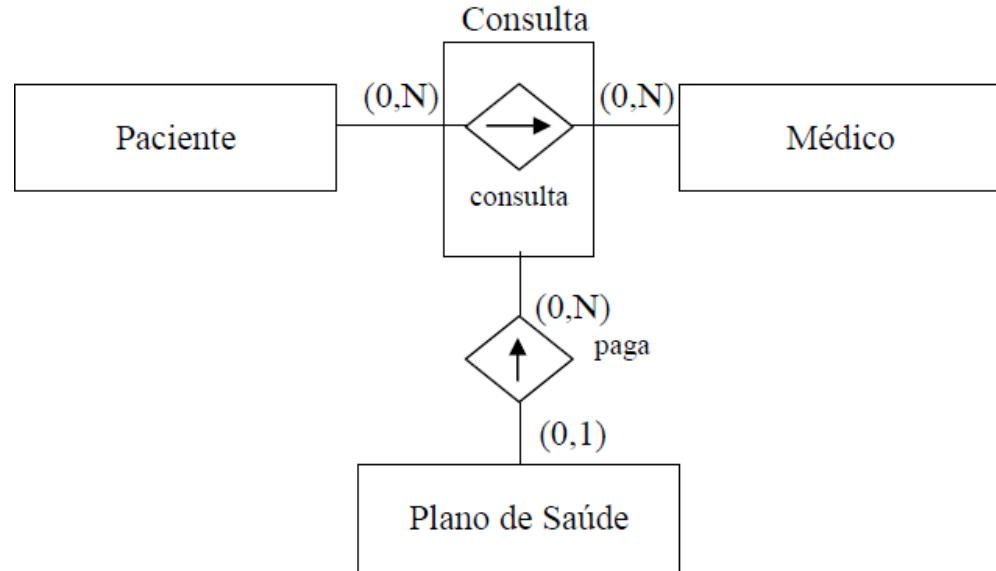 Consulta
(0,N)
(0,N)
Paciente
Médico
consulta
(0,N)
paga
(0,1)
Plano de Saúde